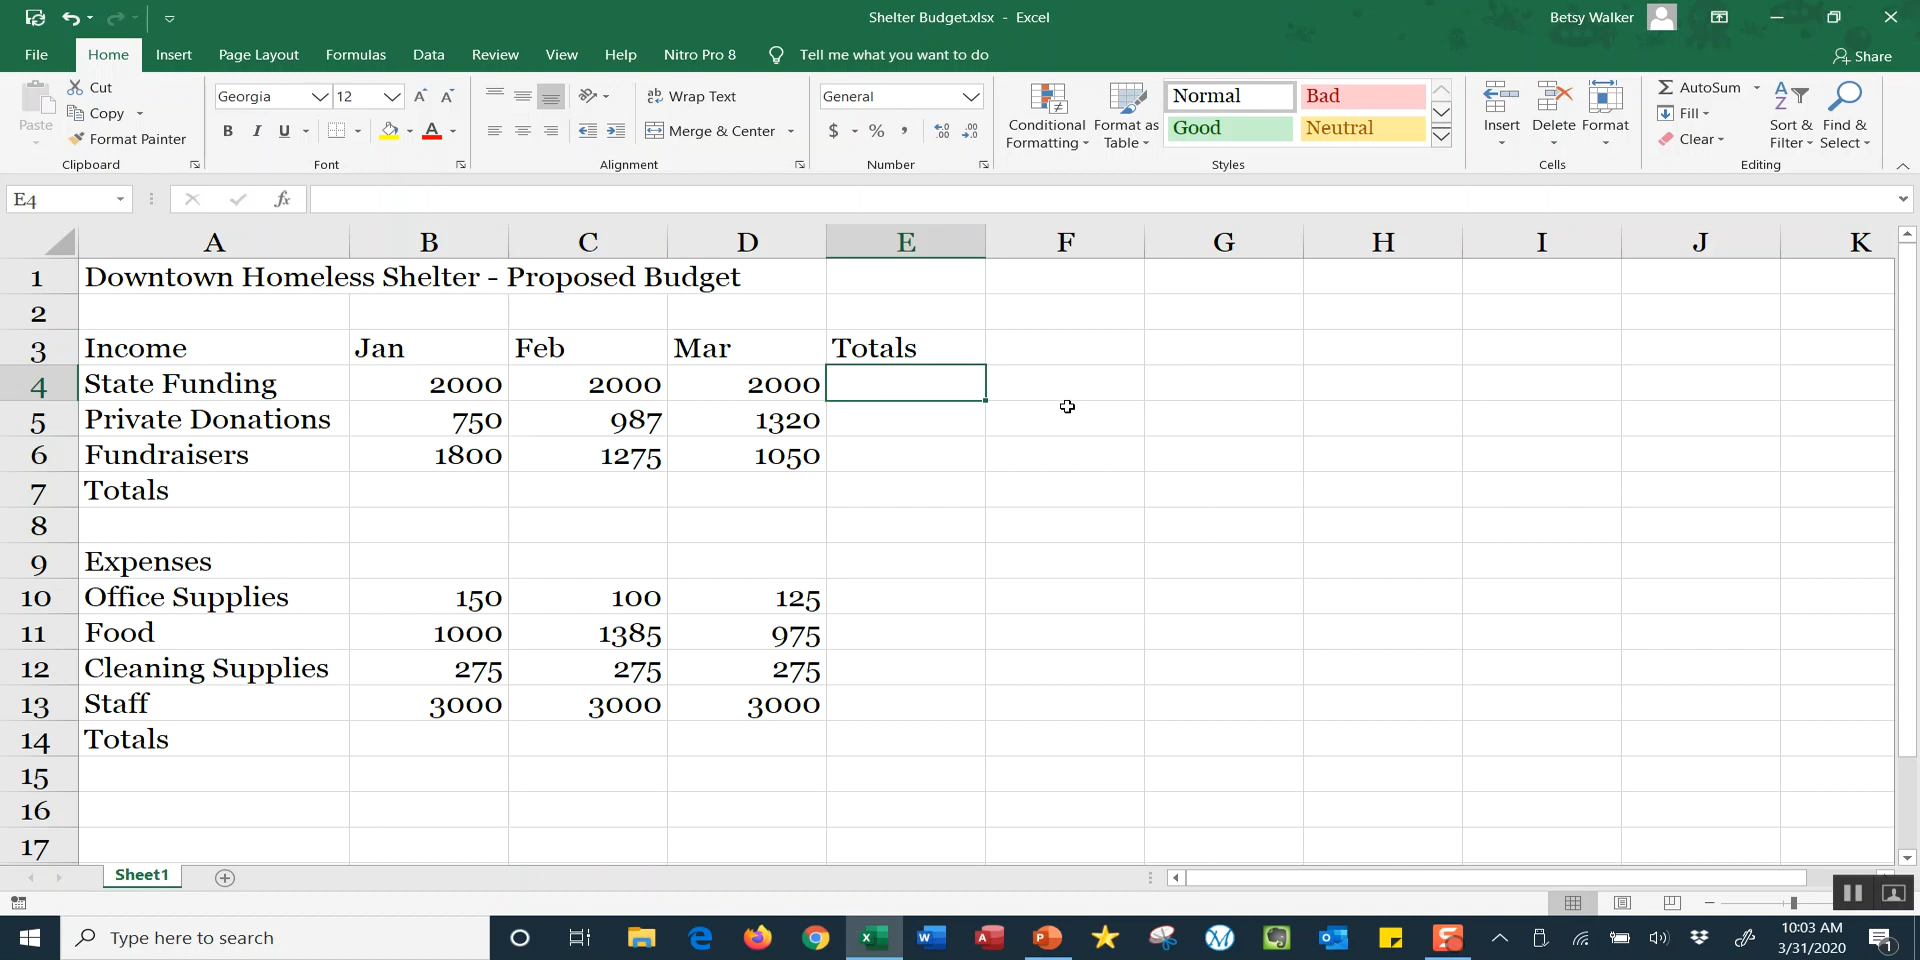 Shelter Budget.xlsx - Excel
Betsy Walker
File Home Insert Page Layout Formulas Data Review View Help Nitro Pro 8 Tell me what you want to do
Share
Paste
Cut
Copy
Format Painter
Clipboard
Georgia 12
B I U
Font
ab Wrap Text
Merge & Center
Alignment
General
$ % ,
Number
Conditional Formatting
Format as Table
Normal Bad
Good Neutral
Styles
Insert Delete Format
Cells
AutoSum
Fill
Clear
Sort & Filter
Find & Select
Editing
E4 fx
A B C D E F G H I J K
1 Downtown Homeless Shelter - Proposed Budget
2
3 Income Jan Feb Mar Totals
4 State Funding 2000 2000 2000
5 Private Donations 750 987 1320
6 Fundraisers 1800 1275 1050
7 Totals
8
9 Expenses
10 Office Supplies 150 100 125
11 Food 1000 1385 975
12 Cleaning Supplies 275 275 275
13 Staff 3000 3000 3000
14 Totals
15
16
17
Sheet1
Type here to search
10:03 AM
3/31/2020